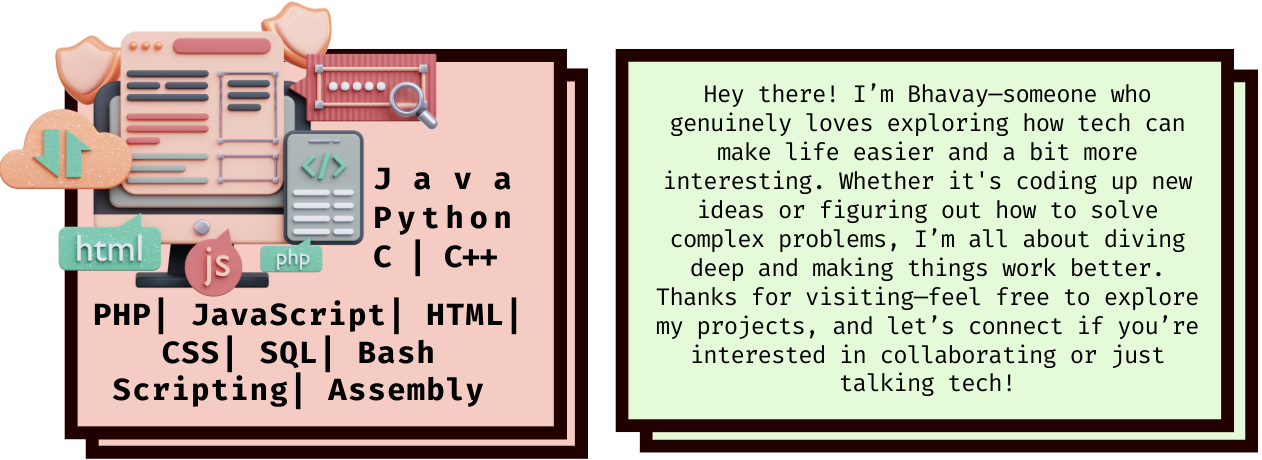 Java
Python
C | C++
html
js
php
PHP| JavaScript| HTML|
CSS| SQL| Bash
Scripting| Assembly
Hey there! I’m Bhavay—someone who
genuinely loves exploring how tech can
make life easier and a bit more
interesting. Whether it's coding up new
ideas or figuring out how to solve
complex problems, I’m all about diving
deep and making things work better.
Thanks for visiting—feel free to explore
my projects, and let’s connect if you’re
interested in collaborating or just
talking tech!